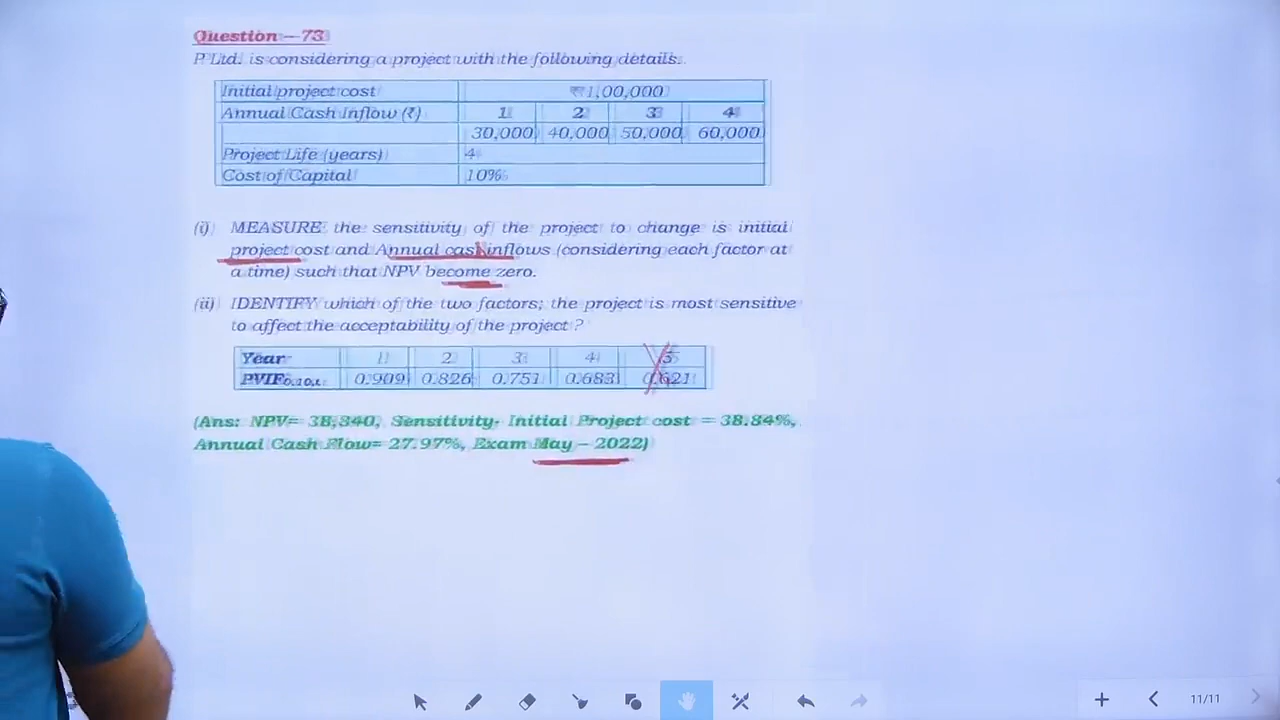 Question – 73
P Ltd. is considering a project with the following details.
Initial project cost ₹ 1,00,000
Annual Cash Inflow (₹) 1 2 3 4
30,000 40,000 50,000 60,000
Project Life (years) 4
Cost of Capital 10%
(i) MEASURE the sensitivity of the project to change is initial
project cost and Annual cash inflows (considering each factor at
a time) such that NPV become zero.
(ii) IDENTIFY which of the two factors; the project is most sensitive
to affect the acceptability of the project ?
Year 1 2 3 4 5
PVIF0.10,t 0.909 0.826 0.751 0.683 0.621
(Ans: NPV= 38,840, Sensitivity- Initial Project cost = 38.84%,
Annual Cash Flow= 27.97%, Exam May – 2022)
11/11